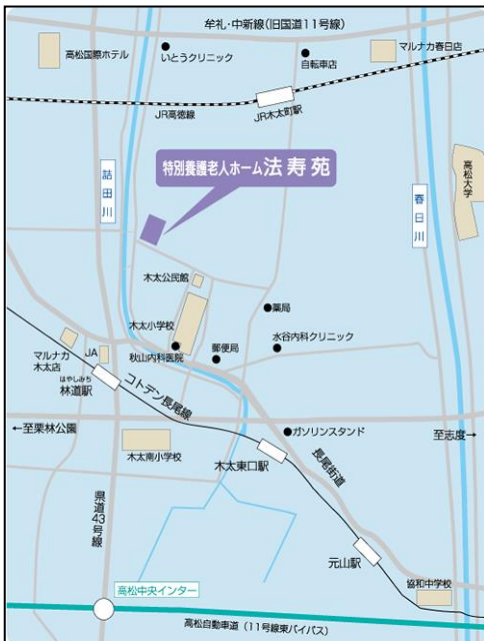 牟礼・中新線(旧国道11号線)
高松国際ホテル
いとうクリニック
自転車店
マルナカ春日店
JR高徳線
JR木太町駅
特別養護老人ホーム法寿苑
高松大学
詰田川
春日川
木太公民館
薬局
木太小学校
水谷内科クリニック
秋山内科医院
郵便局
マルナカ
木太店
JA
はやしみち
林道駅
コトデン長尾線
←至栗林公園
ガソリンスタンド
至志度→
木太南小学校
木太東口駅
長尾街道
県道43号線
元山駅
高松中央インター
協和中学校
高松自動車道(11号線東バイパス)